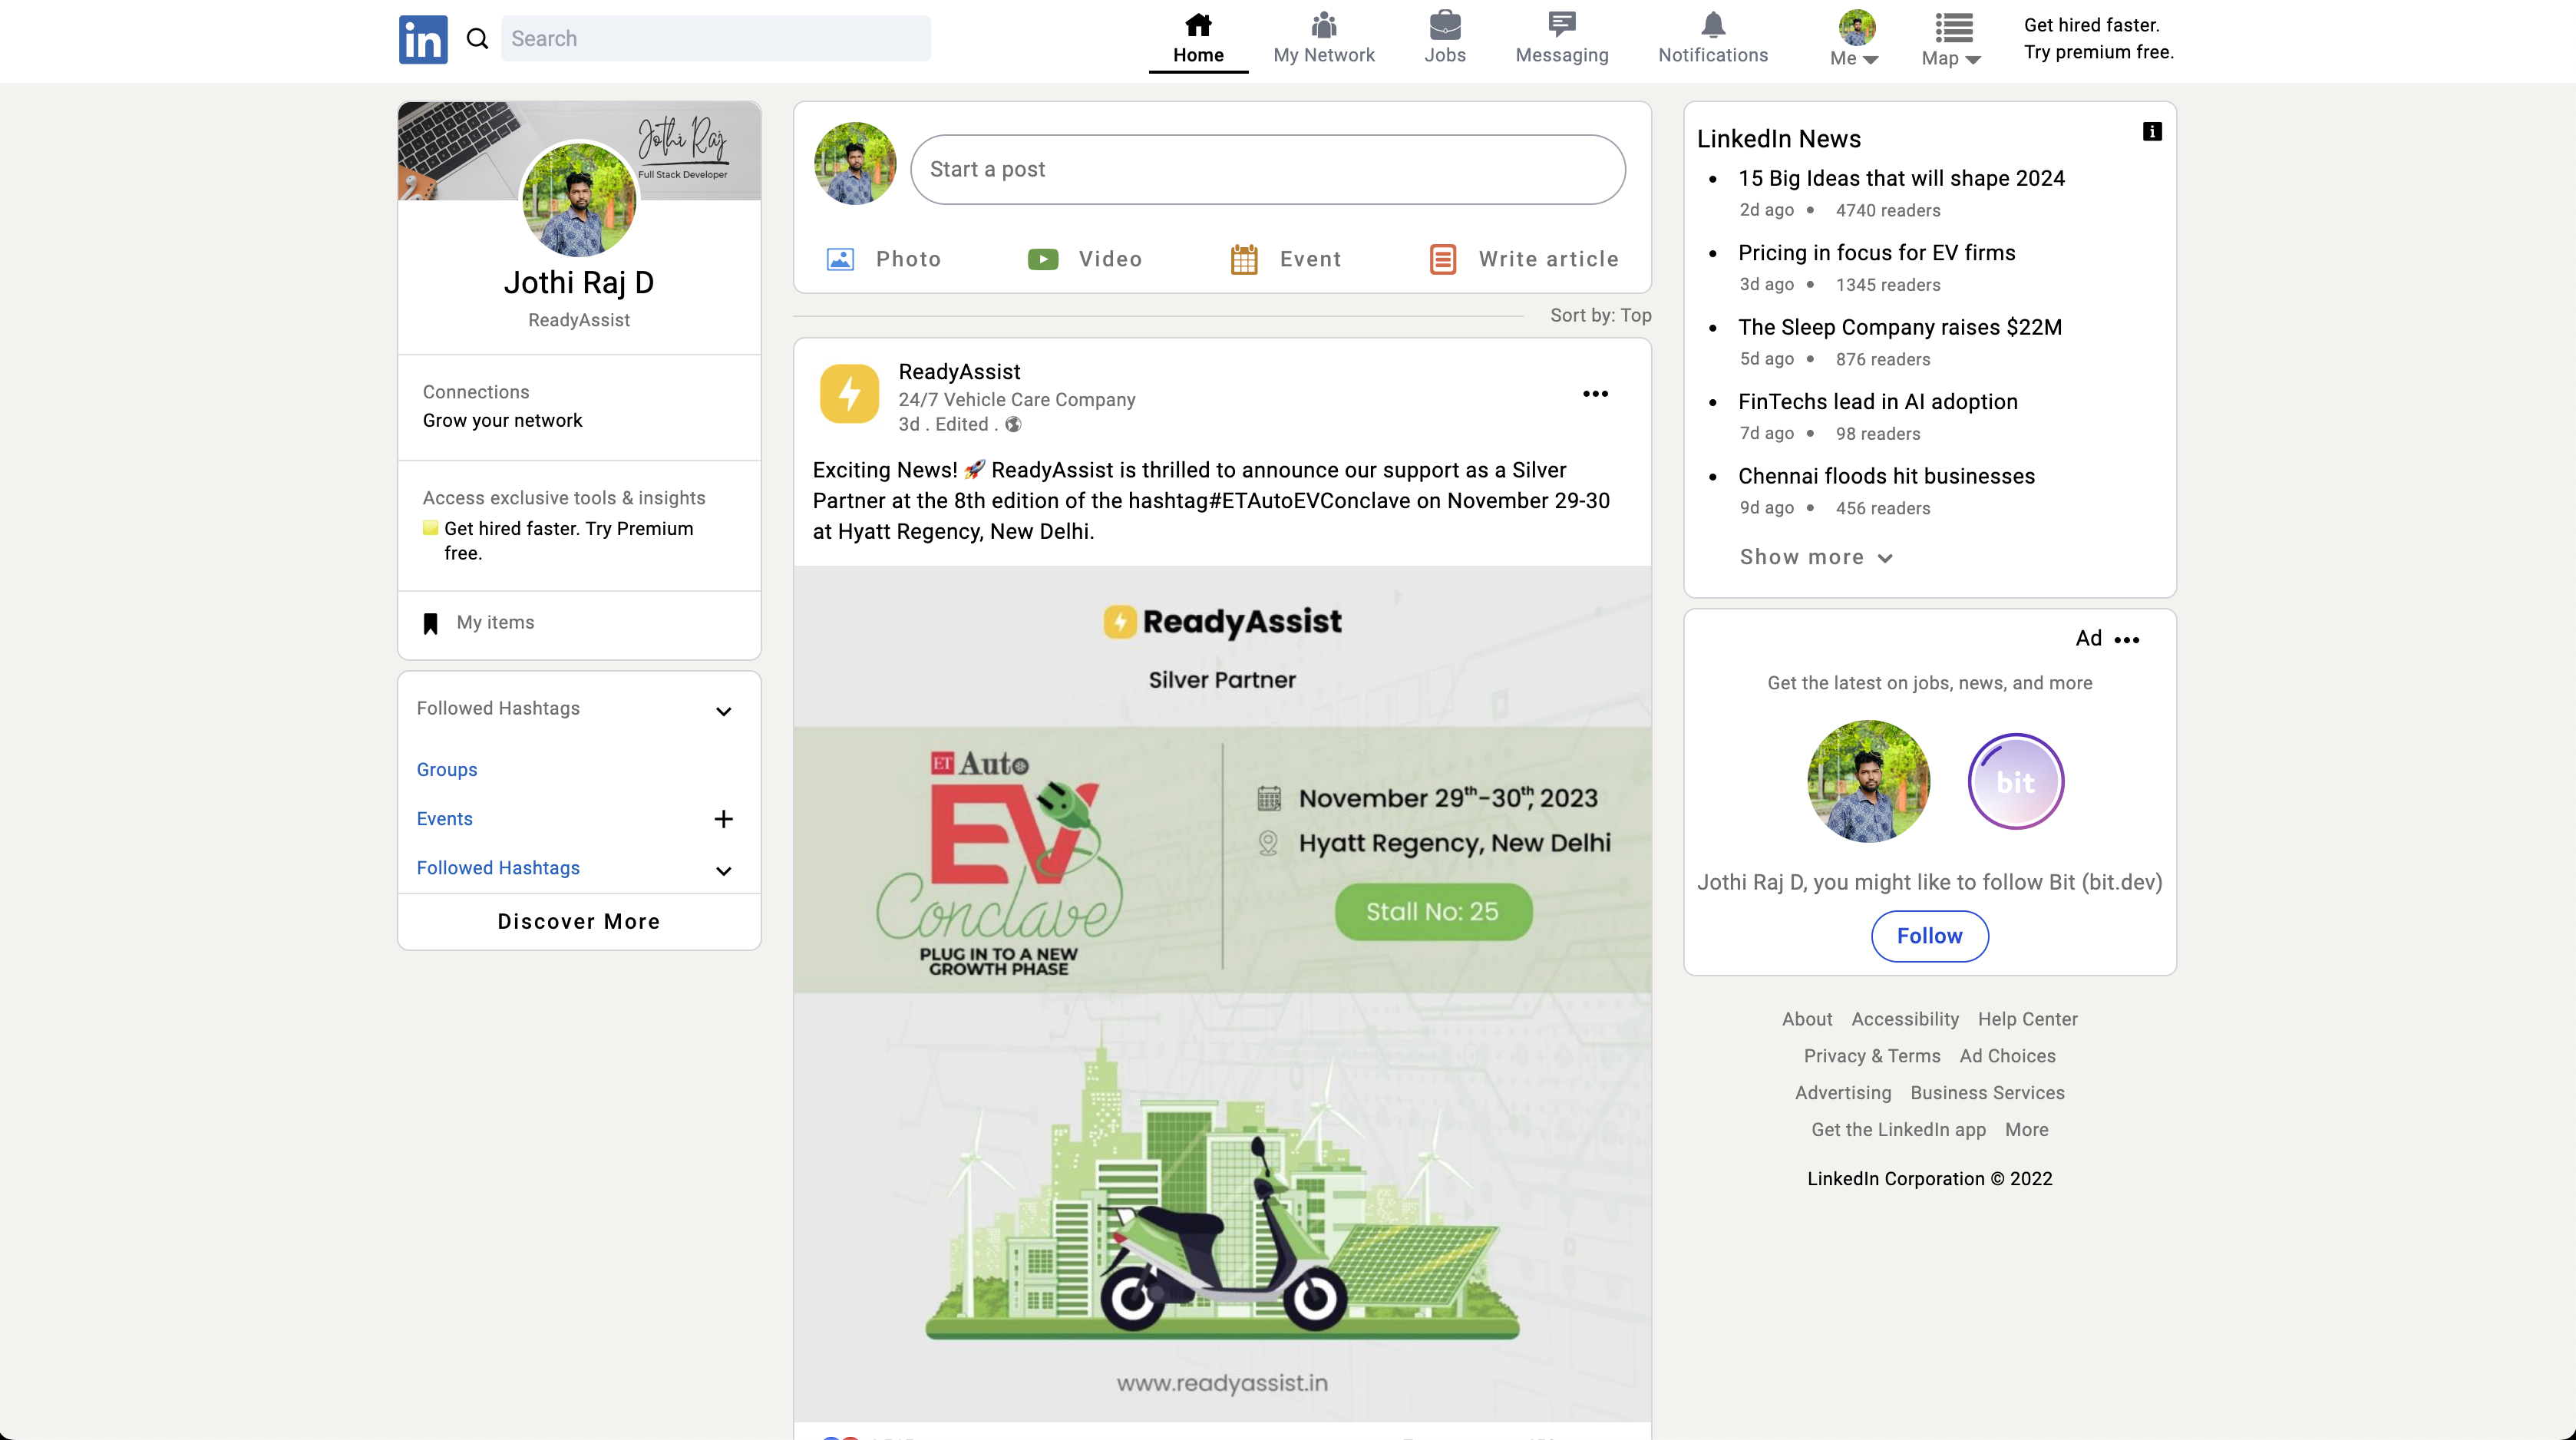 in
Search
Home
My Network
Jobs
Messaging
Notifications
Me
Map
Get hired faster.
Try premium free.
Jothi Raj
Full Stack Developer
Jothi Raj D
ReadyAssist
Connections
Grow your network
Access exclusive tools & insights
Get hired faster. Try Premium
free.
My items
Followed Hashtags
Groups
Events
Followed Hashtags
Discover More
Start a post
Photo
Video
Event
Write article
Sort by: Top
ReadyAssist
24/7 Vehicle Care Company
3d . Edited .
Exciting News! 🚀 ReadyAssist is thrilled to announce our support as a Silver
Partner at the 8th edition of the hashtag#ETAutoEVConclave on November 29-30
at Hyatt Regency, New Delhi.
ReadyAssist
Silver Partner
ET Auto
EV
Conclave
PLUG IN TO A NEW
GROWTH PHASE
November 29th-30th, 2023
Hyatt Regency, New Delhi
Stall No: 25
www.readyassist.in
LinkedIn News
15 Big Ideas that will shape 2024
2d ago • 4740 readers
Pricing in focus for EV firms
3d ago • 1345 readers
The Sleep Company raises $22M
5d ago • 876 readers
FinTechs lead in AI adoption
7d ago • 98 readers
Chennai floods hit businesses
9d ago • 456 readers
Show more
Ad
Get the latest on jobs, news, and more
bit
Jothi Raj D, you might like to follow Bit (bit.dev)
Follow
About Accessibility Help Center
Privacy & Terms Ad Choices
Advertising Business Services
Get the LinkedIn app More
LinkedIn Corporation © 2022